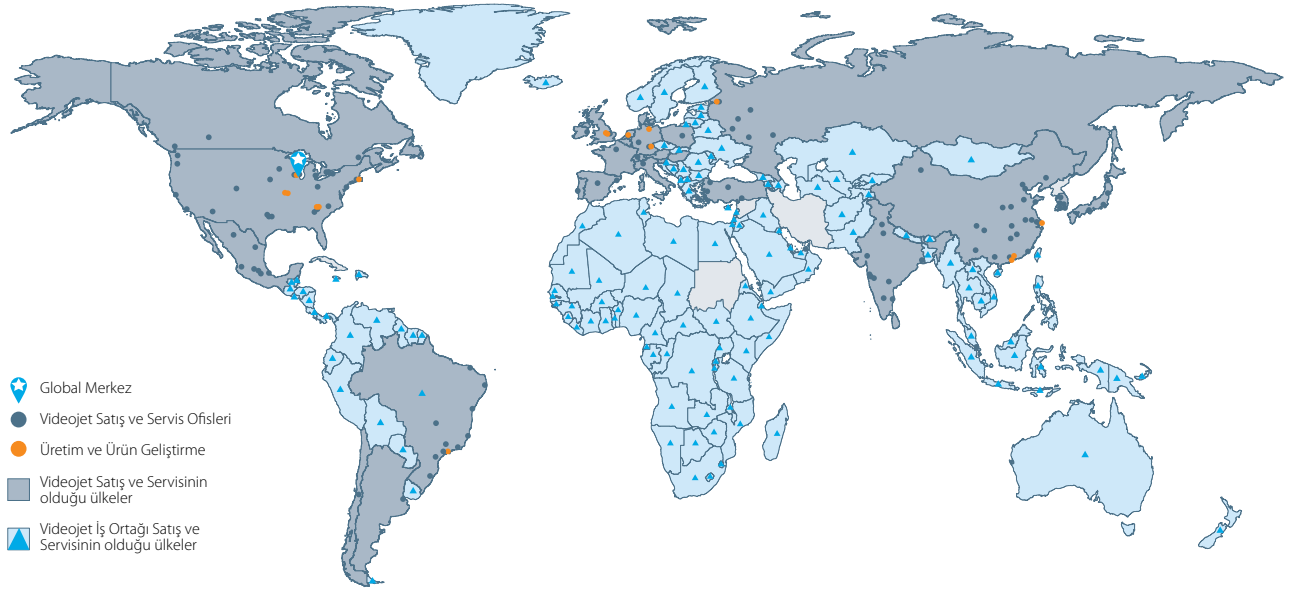 Global Merkez
Videojet Satış ve Servis Ofisleri
Üretim ve Ürün Geliştirme
Videojet Satış ve Servisinin
olduğu ülkeler
Videojet İş Ortağı Satış ve
Servisinin olduğu ülkeler